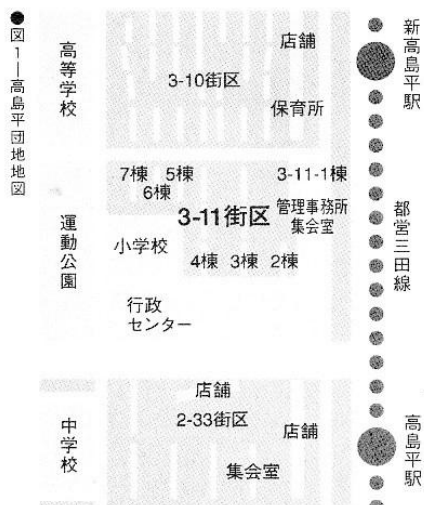 ●図1―高島平団地地図
高等学校
店舗
3-10街区
保育所
新高島平駅
7棟 5棟
6棟
3-11-1棟
3-11街区
管理事務所
集会室
小学校
4棟 3棟 2棟
運動公園
行政
センター
都営三田線
店舗
2-33街区
店舗
集会室
中学校
高島平駅